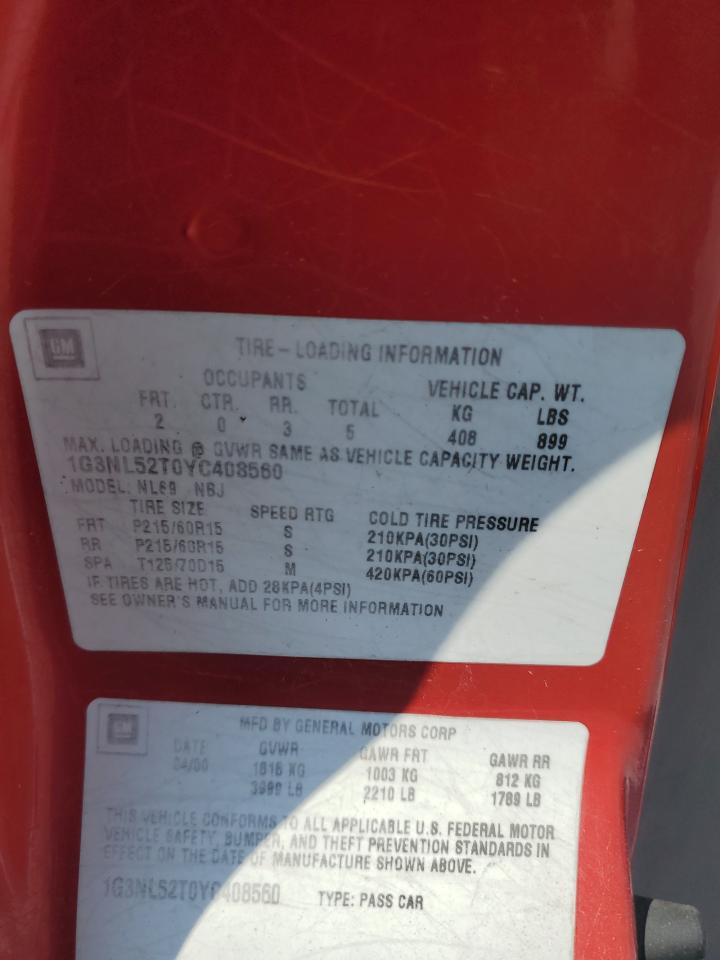 GM
TIRE-LOADING INFORMATION
OCCUPANTS VEHICLE CAP. WT.
FRT. CTR. RR. TOTAL KG LBS
2 0 3 5 408 899
MAX. LOADING @ GVWR SAME AS VEHICLE CAPACITY WEIGHT.
1G3NL52T0YC408560
MODEL: NL69 N6J
TIRE SIZE SPEED RTG COLD TIRE PRESSURE
FRT P215/60R15 S 210KPA(30PSI)
RR P215/60R15 S 210KPA(30PSI)
SPA T125/70D15 M 420KPA(60PSI)
IF TIRES ARE HOT, ADD 28KPA(4PSI)
SEE OWNER'S MANUAL FOR MORE INFORMATION
GM
MFD BY GENERAL MOTORS CORP
DATE GVWR GAWR FRT GAWR RR
04/00 1815 KG 1003 KG 812 KG
3999 LB 2210 LB 1789 LB
THIS VEHICLE CONFORMS TO ALL APPLICABLE U.S. FEDERAL MOTOR
VEHICLE SAFETY, BUMPER, AND THEFT PREVENTION STANDARDS IN
EFFECT ON THE DATE OF MANUFACTURE SHOWN ABOVE.
1G3NL52T0YC408560 TYPE: PASS CAR